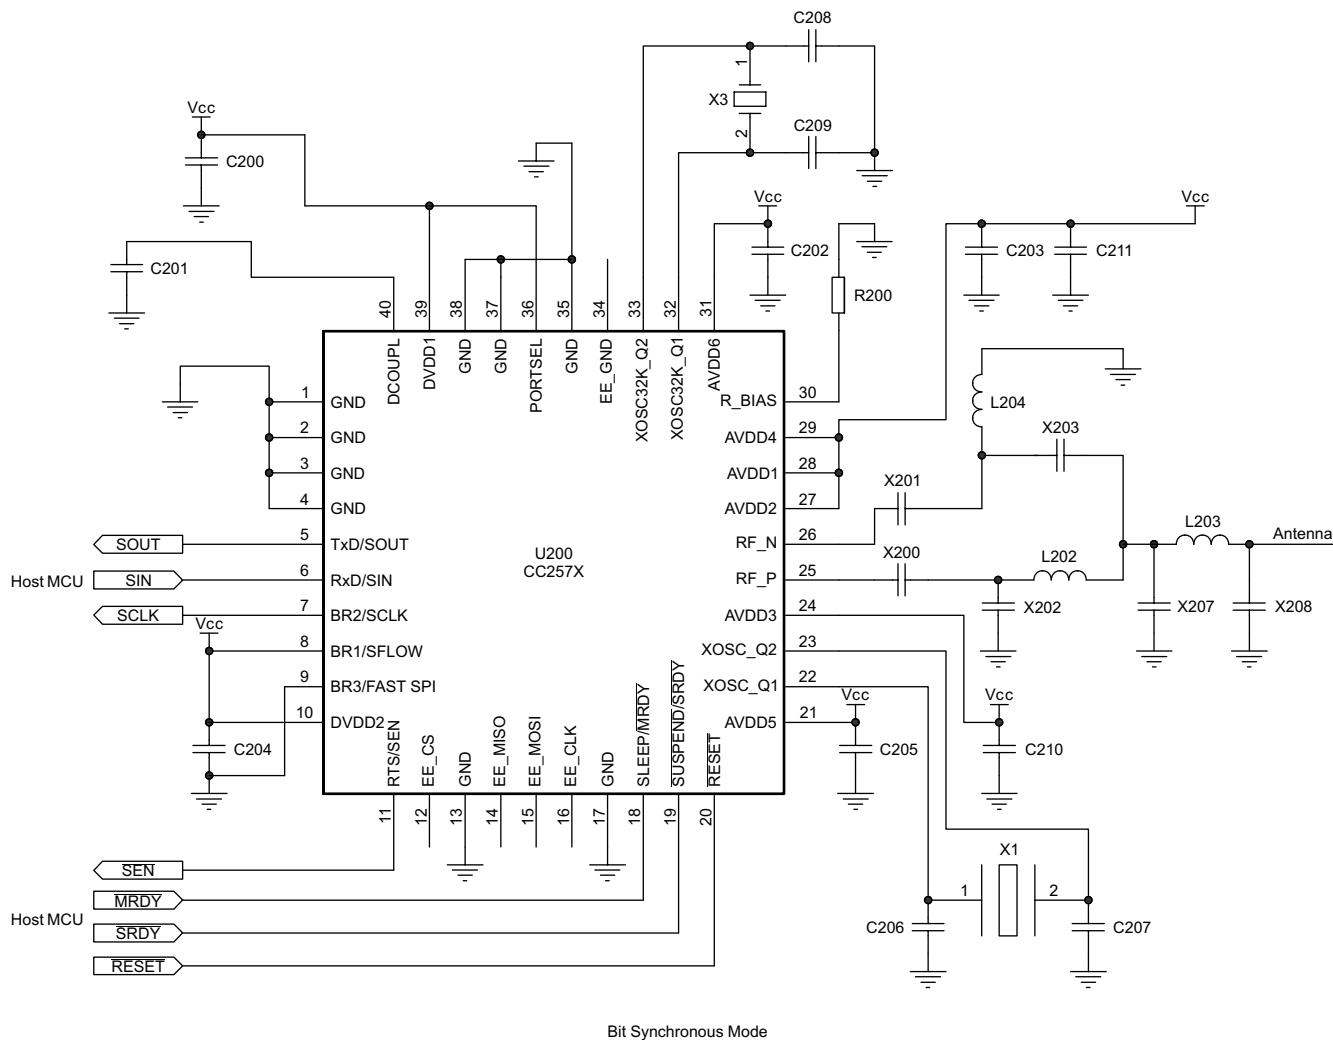 C208
1
X3
2
C209
Vcc
C200
C201
Vcc
C202
R200
Vcc
C203
C211
40
39
38
37
36
35
34
33
32
31
DCOUPL
DVDD1
GND
GND
PORTSEL
GND
EE_GND
XOSC32K_Q2
XOSC32K_Q1
AVDD6
1
GND
2
GND
3
GND
4
GND
SOUT
5
TxD/SOUT
Host MCU
SIN
6
RxD/SIN
SCLK
7
BR2/SCLK
Vcc
8
BR1/SFLOW
9
BR3/FAST SPI
10
DVDD2
C204
U200
CC257X
R_BIAS
30
AVDD4
29
AVDD1
28
AVDD2
27
RF_N
26
RF_P
25
AVDD3
24
XOSC_Q2
23
XOSC_Q1
22
AVDD5
21
L204
X203
X201
X200
L202
L203
Antenna
X202
X207
X208
Vcc
C205
Vcc
C210
RTS/SEN
EE_CS
GND
EE_MISO
EE_MOSI
EE_CLK
GND
SLEEP/MRDY
SUSPEND/SRDY
RESET
11
12
13
14
15
16
17
18
19
20
SEN
MRDY
Host MCU
SRDY
RESET
X1
1
2
C206
C207
Bit Synchronous Mode